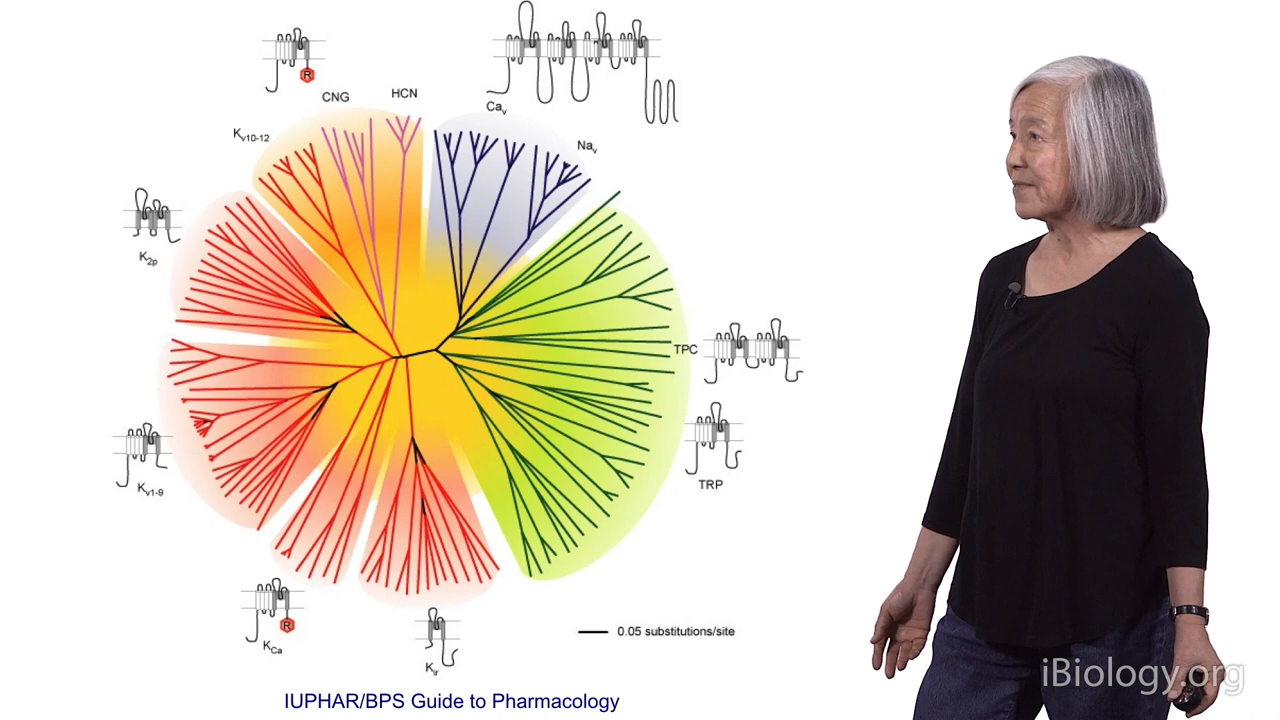 R
CNG
HCN
Cav
Nav
Kv10-12
K2p
TPC
TRP
Kv1-9
R
KCa
Kir
0.05 substitutions/site
IUPHAR/BPS Guide to Pharmacology
iBiology.org